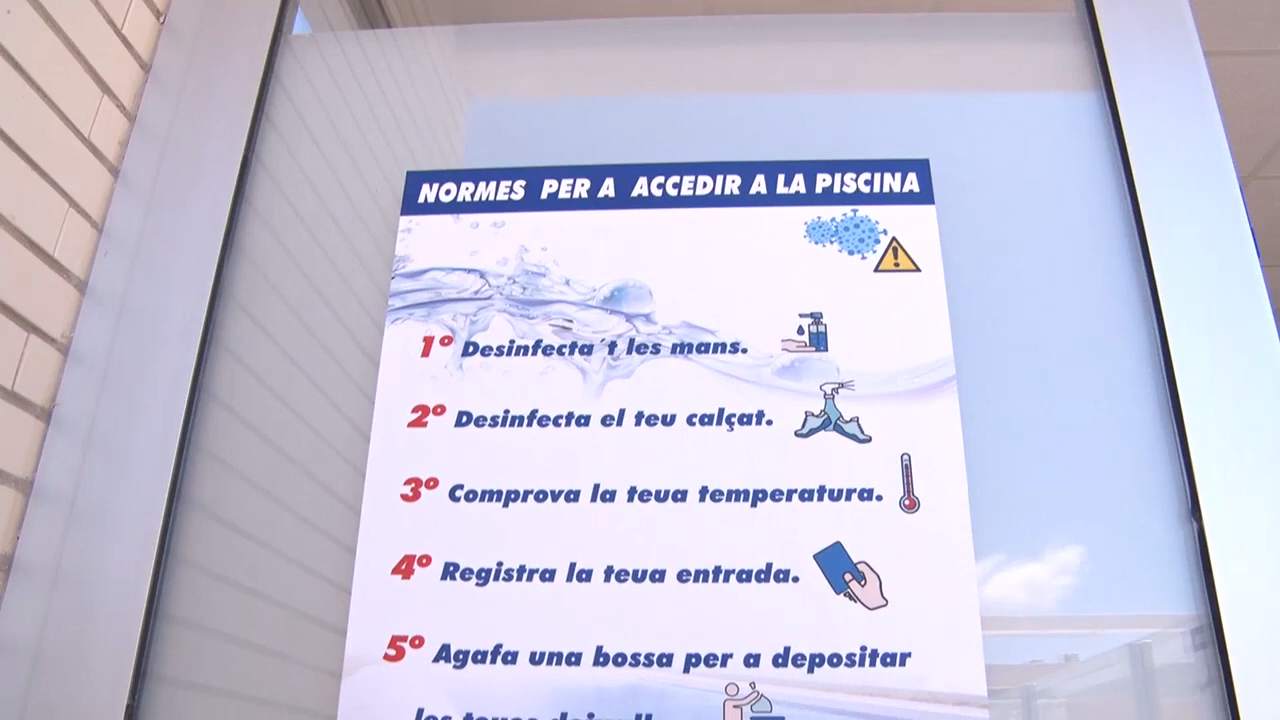 NORMES PER A ACCEDIR A LA PISCINA
1º Desinfecta´t les mans.
2º Desinfecta el teu calçat.
3º Comprova la teua temperatura.
4º Registra la teua entrada.
5º Agafa una bossa per a depositar